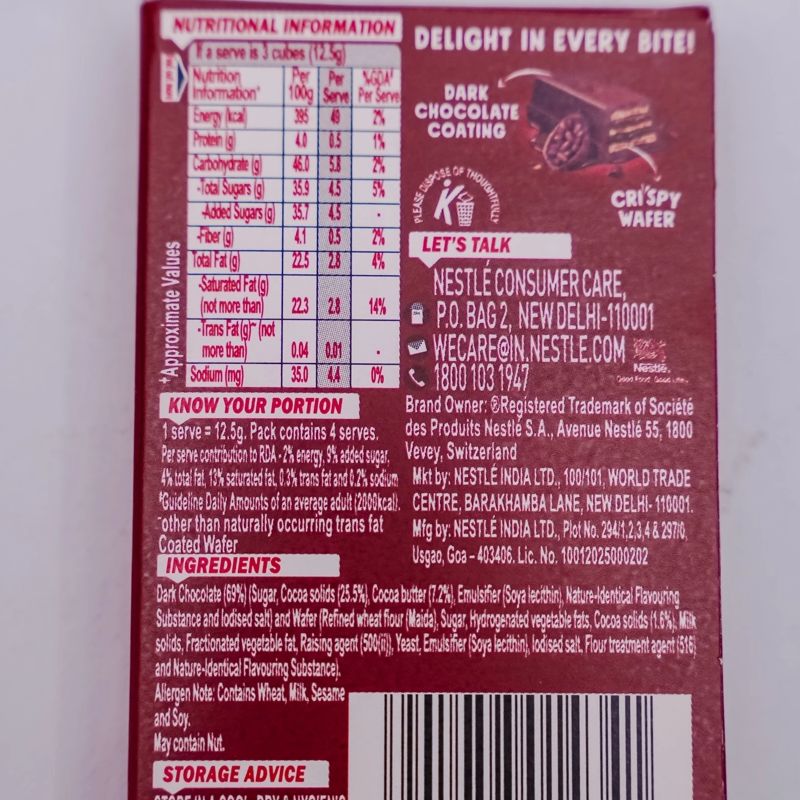 NUTRITIONAL INFORMATION
1 a serve is 3 cubes (12.5g)
Nutrition Information+ Per 100g Per Serve %GDA# Per Serve
Energy (kcal) 395 49 2%
Protein (g) 4.0 0.5 1%
Carbohydrate (g) 46.0 5.8 2%
-Total Sugars (g) 35.9 4.5 5%
-Added Sugars (g) 35.7 4.5 -
-Fiber (g) 4.1 0.5 2%
Total Fat (g) 22.5 2.8 4%
-Saturated Fat (g) (not more than) 22.3 2.8 14%
-Trans Fat (g)~ (not more than) 0.04 0.01 -
Sodium (mg) 35.0 4.4 0%
+Approximate Values
KNOW YOUR PORTION
1 serve = 12.5g. Pack contains 4 serves.
Per serve contribution to RDA - 2% energy, 9% added sugar,
4% total fat, 13% saturated fat, 0.3% trans fat and 0.2% sodium
#Guideline Daily Amounts of an average adult (2000kcal).
~other than naturally occurring trans fat
Coated Wafer
DELIGHT IN EVERY BITE!
DARK
CHOCOLATE
COATING
CRISPY
WAFER
PLEASE DISPOSE OF THOUGHTFULLY
LET'S TALK
NESTLÉ CONSUMER CARE,
P.O. BAG 2, NEW DELHI-110001
WECARE@IN.NESTLE.COM
1800 103 1947
Nestlé
Good Food, Good Life
Brand Owner: ®Registered Trademark of Société
des Produits Nestlé S.A., Avenue Nestlé 55, 1800
Vevey, Switzerland
Mkt by: NESTLÉ INDIA LTD., 100/101, WORLD TRADE
CENTRE, BARAKHAMBA LANE, NEW DELHI- 110001.
Mfg by: NESTLÉ INDIA LTD., Plot No. 294/1,2,3,4 & 297/0,
Usgao, Goa – 403406. Lic. No. 10012025000202
INGREDIENTS
Dark Chocolate (69%) (Sugar, Cocoa solids (25.5%), Cocoa butter (7.2%), Emulsifier (Soya lecithin), Nature-Identical Flavouring
Substance and Iodised salt) and Wafer (Refined wheat flour (Maida), Sugar, Hydrogenated vegetable fats, Cocoa solids (1.6%), Milk
solids, Fractionated vegetable fat, Raising agent (500(ii)), Yeast, Emulsifier (Soya lecithin), Iodised salt, Flour treatment agent (516)
and Nature-Identical Flavouring Substance).
Allergen Note: Contains Wheat, Milk, Sesame
and Soy.
May contain Nut.
STORAGE ADVICE
STORE IN A COOL, DRY & HYGIENIC